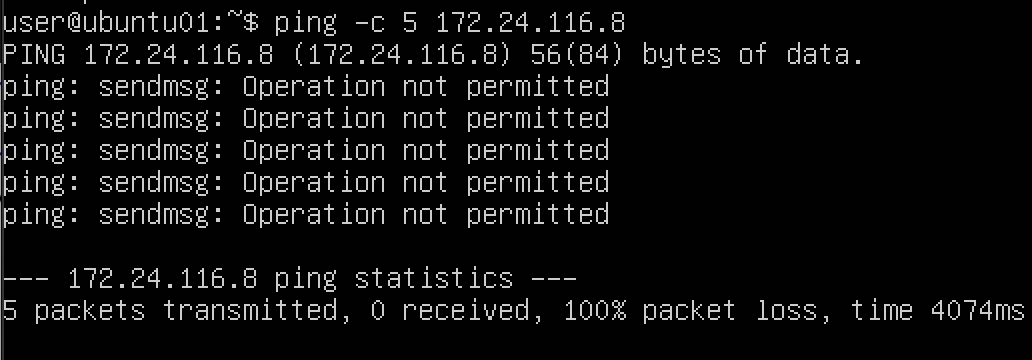 user@ubuntu01:~$ ping -c 5 172.24.116.8
PING 172.24.116.8 (172.24.116.8) 56(84) bytes of data.
ping: sendmsg: Operation not permitted
ping: sendmsg: Operation not permitted
ping: sendmsg: Operation not permitted
ping: sendmsg: Operation not permitted
ping: sendmsg: Operation not permitted
--- 172.24.116.8 ping statistics ---
5 packets transmitted, 0 received, 100% packet loss, time 4074ms